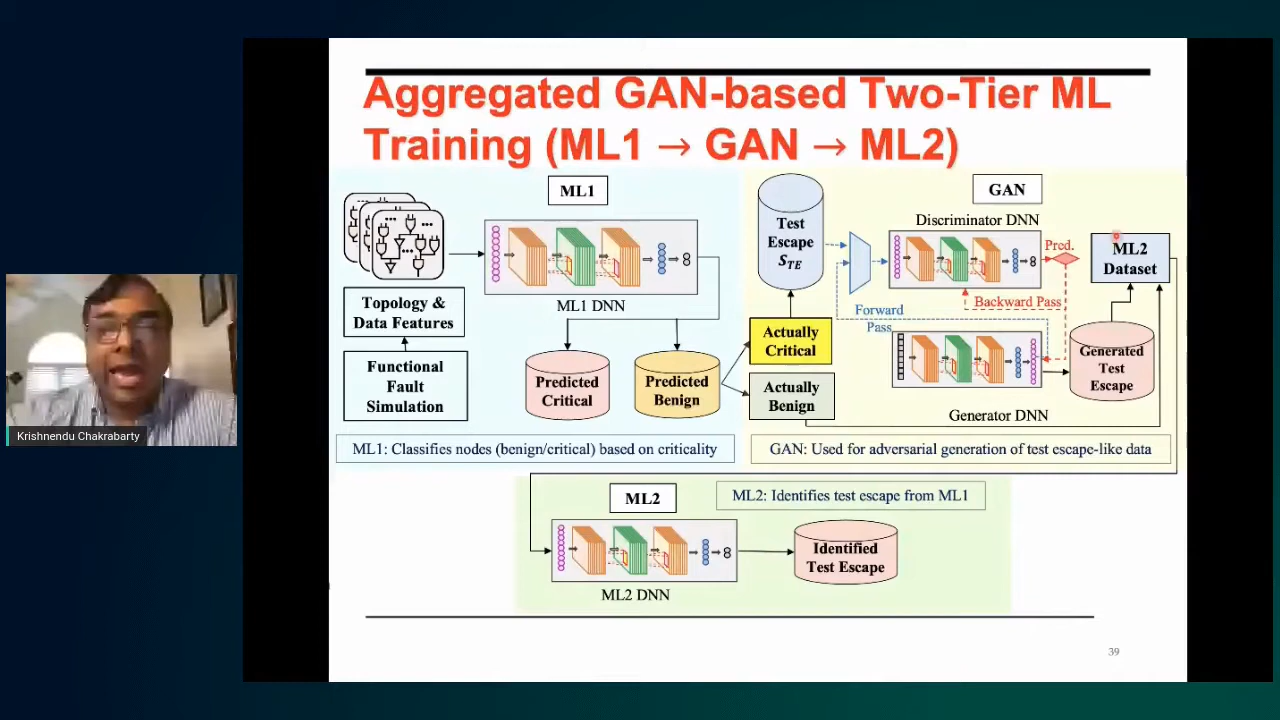 Aggregated GAN-based Two-Tier ML
Training (ML1 → GAN → ML2)
ML1
Topology &
Data Features
Functional
Fault
Simulation
ML1 DNN
Predicted
Critical
Predicted
Benign
ML1: Classifies nodes (benign/critical) based on criticality
Test
Escape
S_TE
Actually
Critical
Actually
Benign
GAN
Discriminator DNN
Pred.
Backward Pass
Forward
Pass
ML2
Dataset
Generated
Test
Escape
Generator DNN
GAN: Used for adversarial generation of test escape-like data
ML2
ML2: Identifies test escape from ML1
ML2 DNN
Identified
Test Escape
39
Krishnendu Chakrabarty